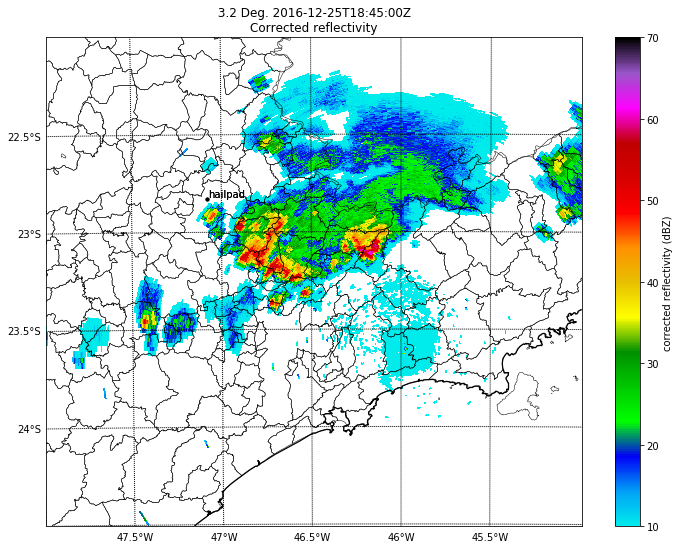 3.2 Deg. 2016-12-25T18:45:00Z
Corrected reflectivity
22.5°S
23°S
23.5°S
24°S
47.5°W
47°W
46.5°W
46°W
45.5°W
hailpad
70
60
50
40
30
20
10
corrected reflectivity (dBZ)